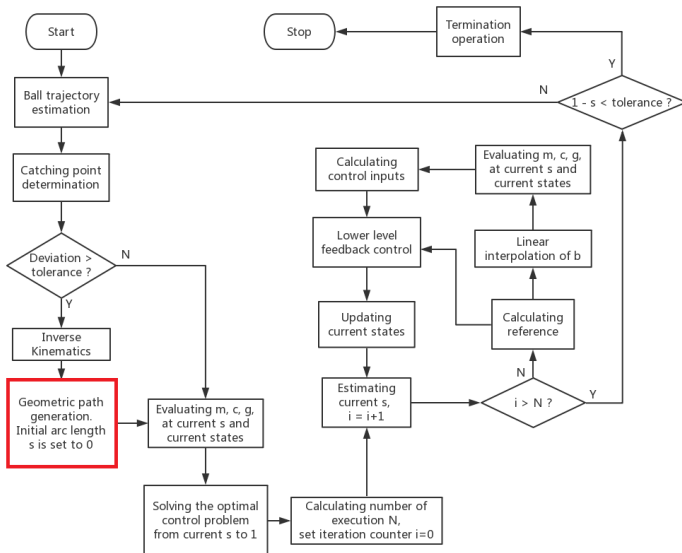 Start
Stop
Termination
operation
Y
N
Ball trajectory
estimation
1 - s < tolerance ?
Catching point
determination
Calculating
control inputs
Evaluating m, c, g,
at current s and
current states
Deviation >
tolerance ?
N
Lower level
feedback control
Linear
interpolation of b
Y
Inverse
Kinematics
Updating
current states
Calculating
reference
N
Y
Geometric path
generation.
Initial arc length
s is set to 0
Evaluating m, c, g,
at current s and
current states
Estimating
current s,
i = i+1
i > N ?
Solving the optimal
control problem
from current s to 1
Calculating number of
execution N,
set iteration counter i=0